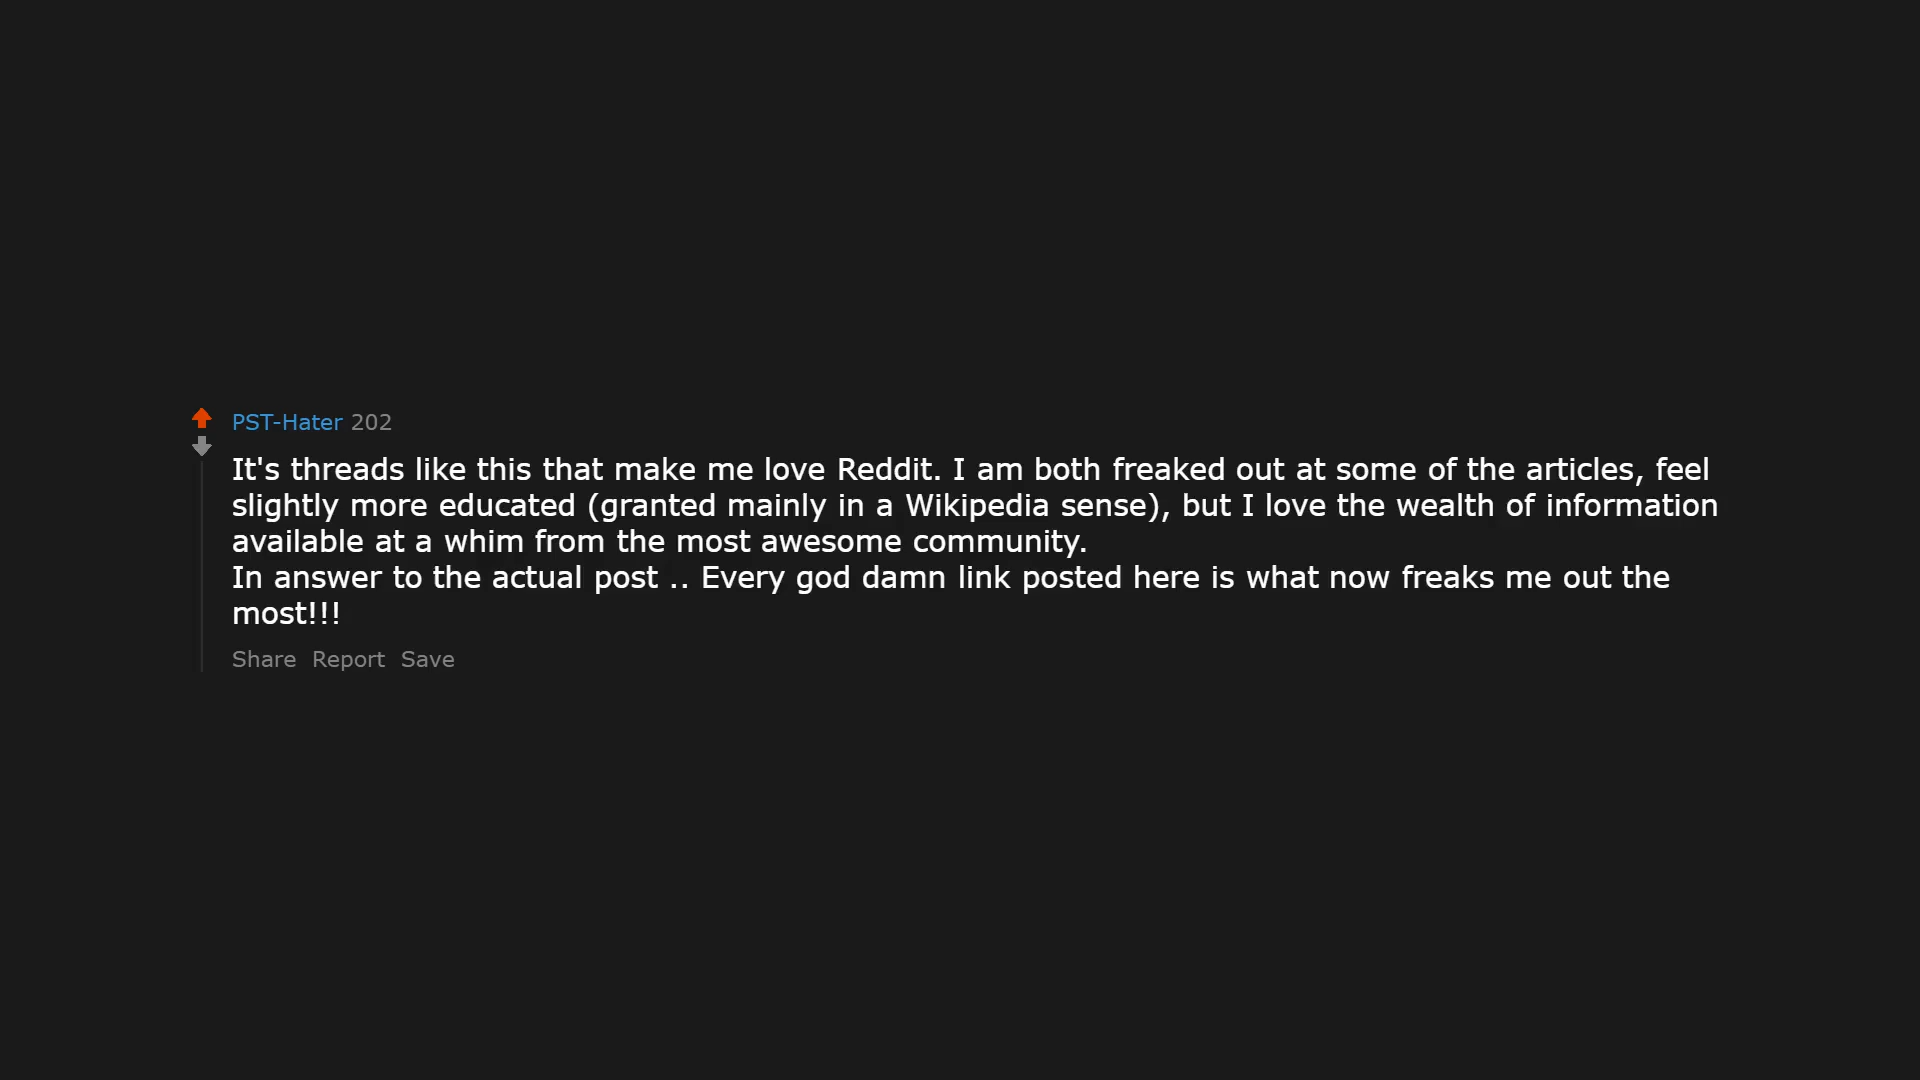 PST-Hater 202
It's threads like this that make me love Reddit. I am both freaked out at some of the articles, feel
slightly more educated (granted mainly in a Wikipedia sense), but I love the wealth of information
available at a whim from the most awesome community.
In answer to the actual post .. Every god damn link posted here is what now freaks me out the
most!!!
Share Report Save